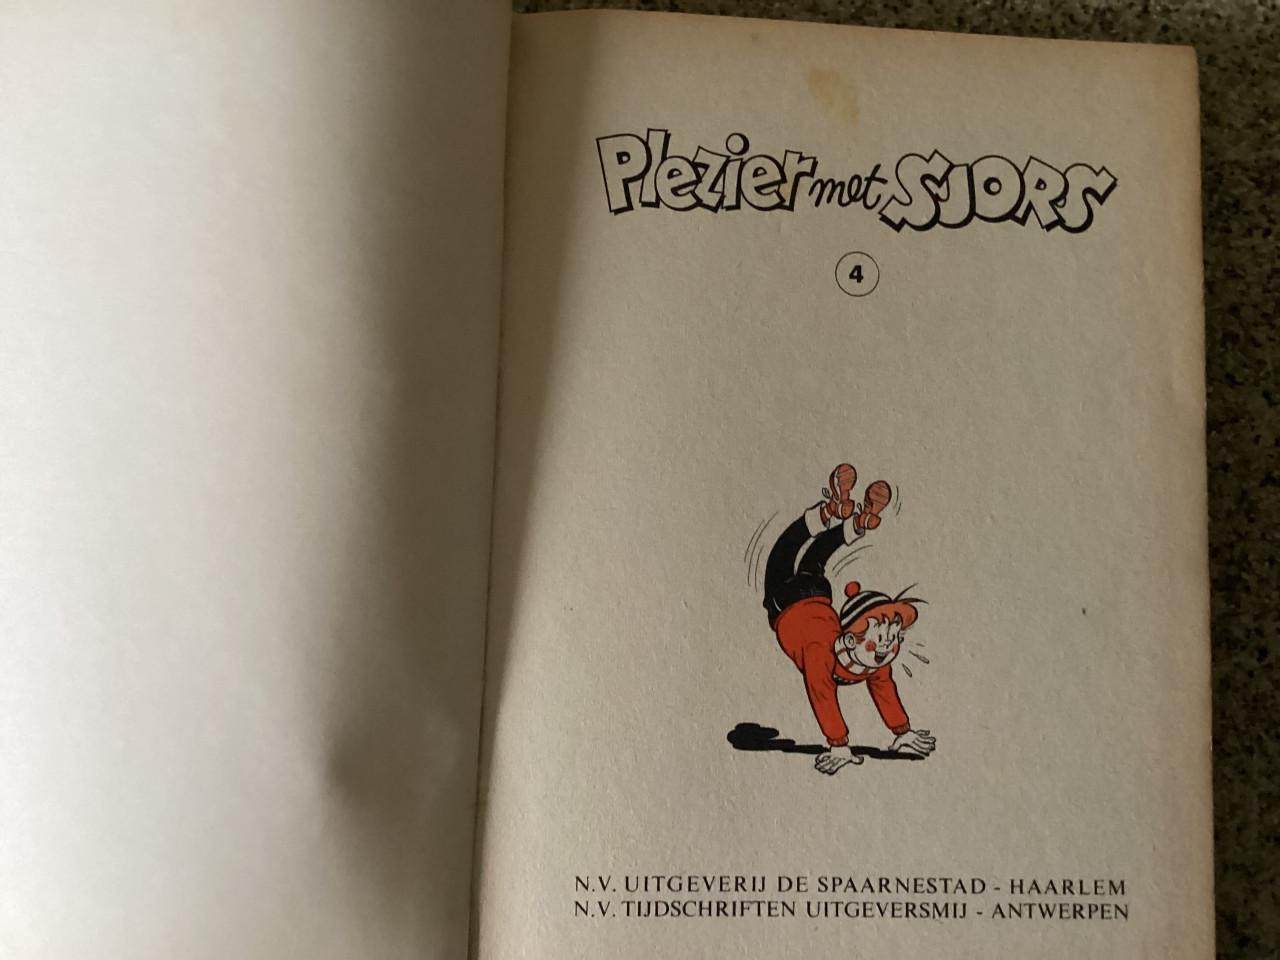 Plezier met SJORS
4
N.V. UITGEVERIJ DE SPAARNESTAD - HAARLEM
N.V. TIJDSCHRIFTEN UITGEVERSMIJ - ANTWERPEN